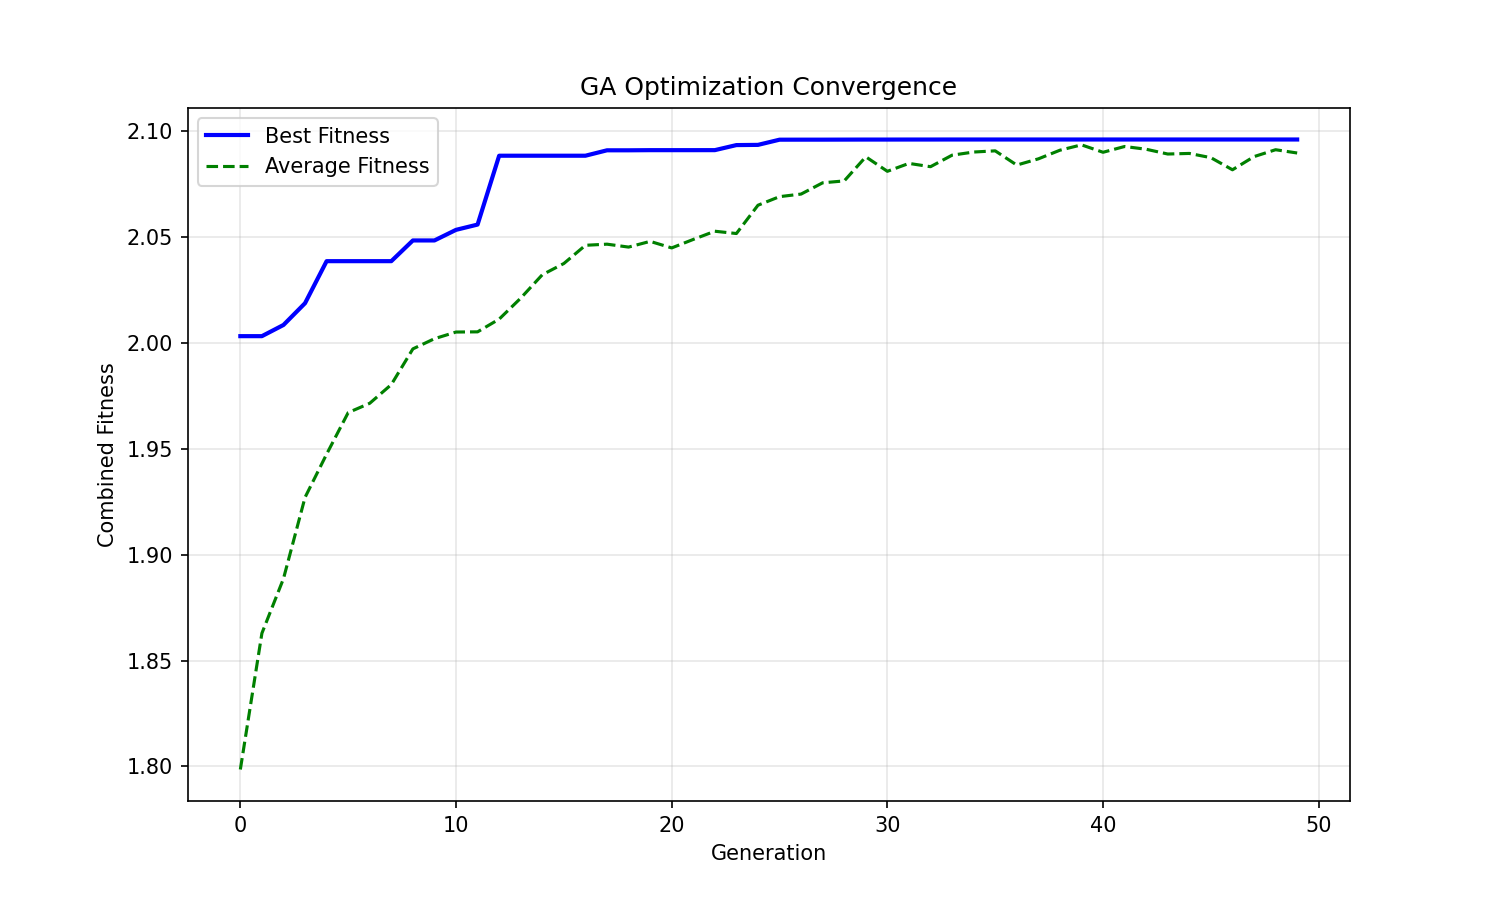 GA Optimization Convergence
Best Fitness
Average Fitness
Combined Fitness
2.10
2.05
2.00
1.95
1.90
1.85
1.80
0
10
20
30
40
50
Generation